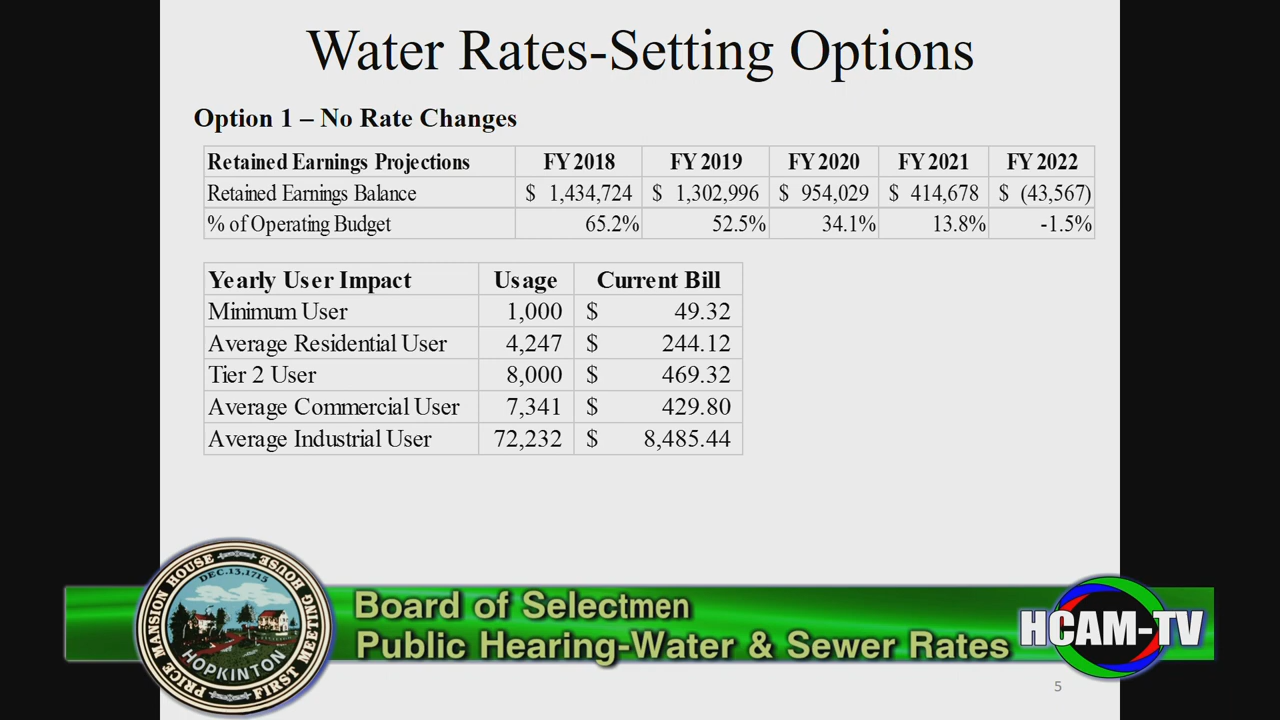 Water Rates-Setting Options
Option 1 – No Rate Changes
Retained Earnings Projections FY 2018 FY 2019 FY 2020 FY 2021 FY 2022
Retained Earnings Balance $ 1,434,724 $ 1,302,996 $ 954,029 $ 414,678 $ (43,567)
% of Operating Budget 65.2% 52.5% 34.1% 13.8% -1.5%
Yearly User Impact Usage Current Bill
Minimum User 1,000 $ 49.32
Average Residential User 4,247 $ 244.12
Tier 2 User 8,000 $ 469.32
Average Commercial User 7,341 $ 429.80
Average Industrial User 72,232 $ 8,485.44
PRICE MANSION HOUSE
FIRST MEETING HOUSE
DEC. 13. 1715
HOPKINTON
Board of Selectmen
Public Hearing-Water & Sewer Rates
HCAM-TV
5